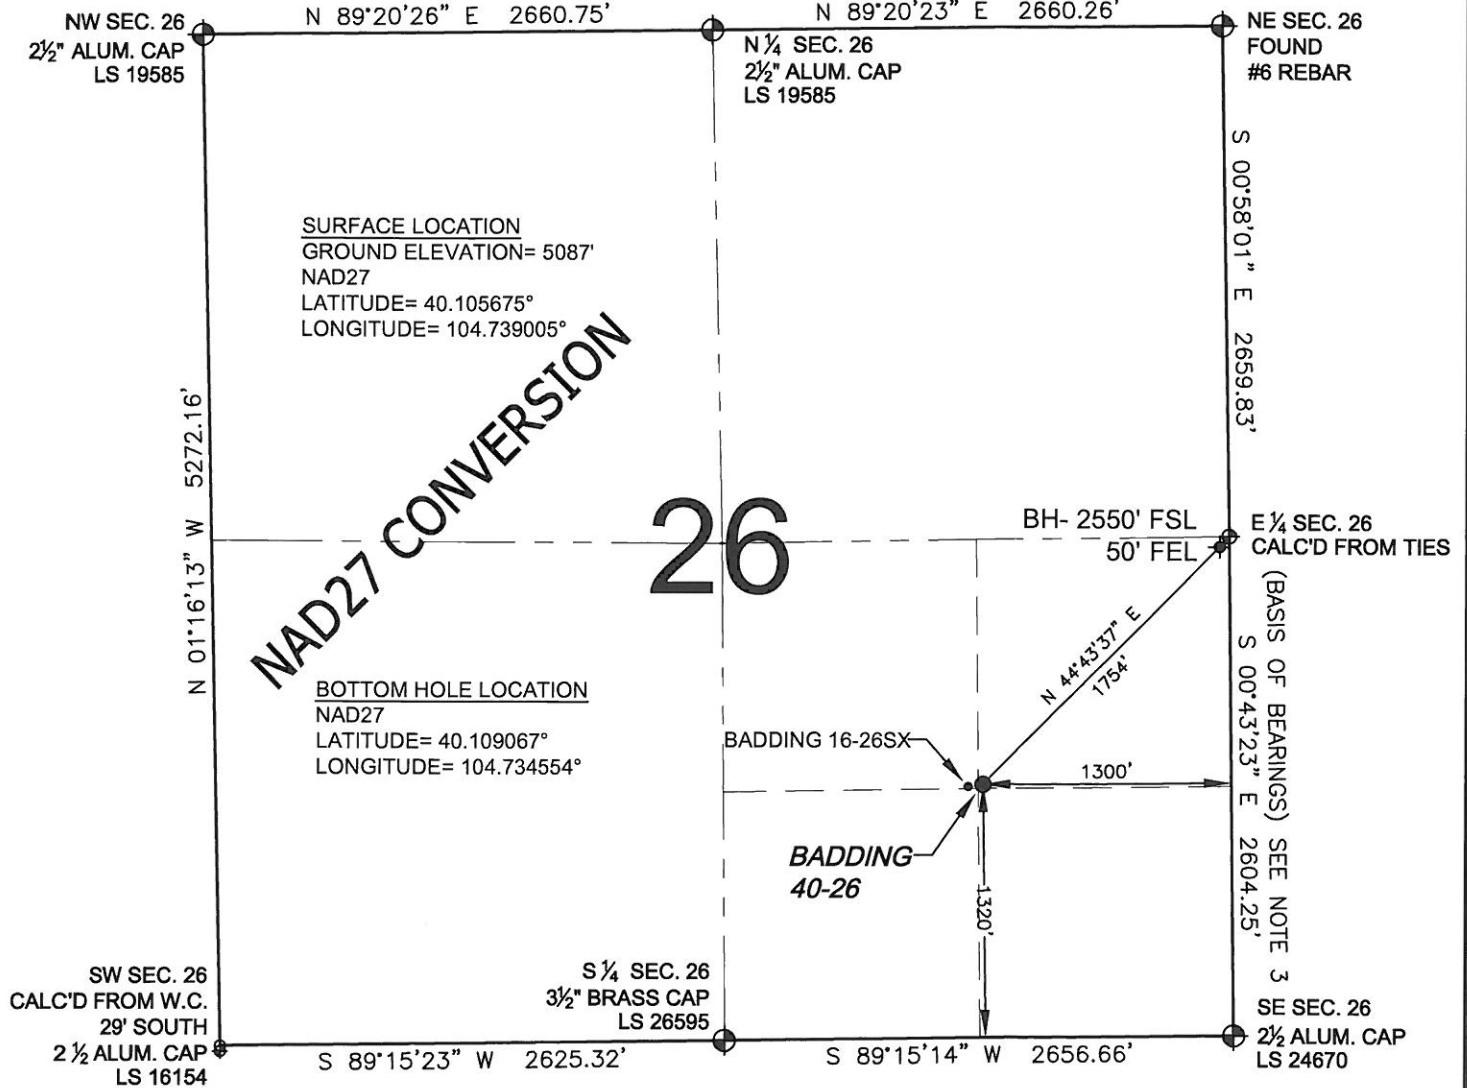 N 89°20'26" E 2660.75'
N 89°20'23" E 2660.26'
NW SEC. 26
2½" ALUM. CAP
LS 19585
N ¼ SEC. 26
2½" ALUM. CAP
LS 19585
NE SEC. 26
FOUND
#6 REBAR
S 00°58'01" E 2659.83'
SURFACE LOCATION
GROUND ELEVATION= 5087'
NAD27
LATITUDE= 40.105675°
LONGITUDE= 104.739005°
NAD27 CONVERSION
N 01°16'13" W 5272.16'
26
BH- 2550' FSL
50' FEL
E ¼ SEC. 26
CALC'D FROM TIES
(BASIS OF BEARINGS) SEE NOTE 3
S 00°43'23" E 2604.25'
N 44°43'37" E
1754'
BOTTOM HOLE LOCATION
NAD27
LATITUDE= 40.109067°
LONGITUDE= 104.734554°
BADDING 16-26SX
1300'
BADDING
40-26
1320'
SW SEC. 26
CALC'D FROM W.C.
29' SOUTH
2 ½ ALUM. CAP
LS 16154
S ¼ SEC. 26
3½" BRASS CAP
LS 26595
SE SEC. 26
2½ ALUM. CAP
LS 24670
S 89°15'23" W 2625.32'
S 89°15'14" W 2656.66'